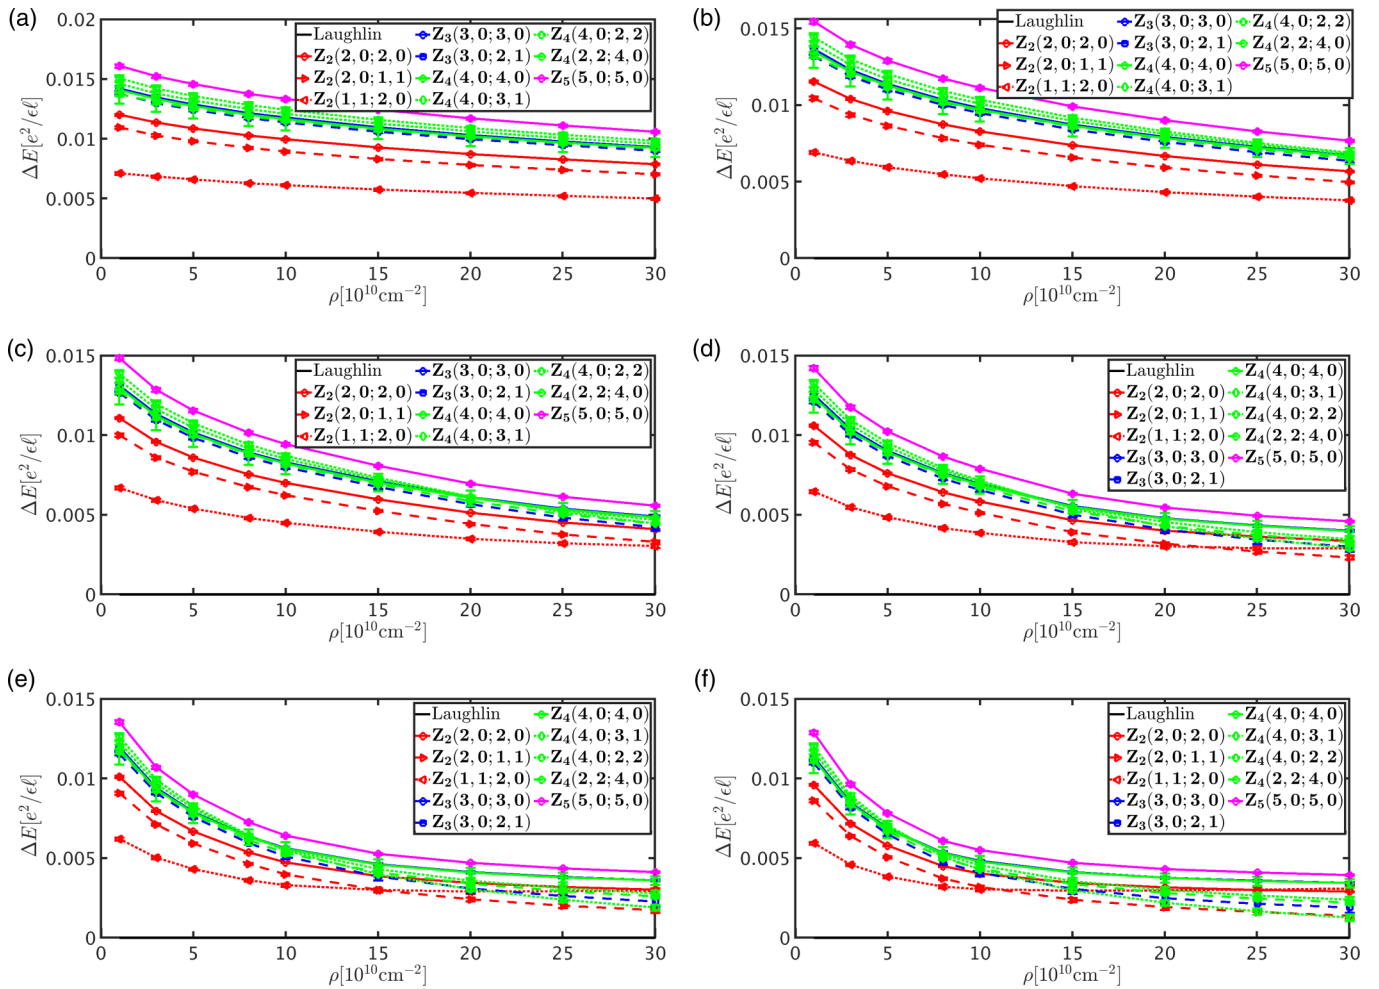 (a)
0.02
0.015
0.01
0.005
0
ΔE[e²/ϵℓ]
Laughlin
Z₂(2,0;2,0)
Z₂(2,0;1,1)
Z₂(1,1;2,0)
Z₃(3,0;3,0)
Z₃(3,0;2,1)
Z₄(4,0;4,0)
Z₄(4,0;3,1)
Z₄(4,0;2,2)
Z₄(2,2;4,0)
Z₅(5,0;5,0)
0 5 10 15 20 25 30
ρ[10¹⁰cm⁻²]
(b)
0.015
0.01
0.005
0
ΔE[e²/ϵℓ]
Laughlin
Z₂(2,0;2,0)
Z₂(2,0;1,1)
Z₂(1,1;2,0)
Z₃(3,0;3,0)
Z₃(3,0;2,1)
Z₄(4,0;4,0)
Z₄(4,0;3,1)
Z₄(4,0;2,2)
Z₄(2,2;4,0)
Z₅(5,0;5,0)
0 5 10 15 20 25 30
ρ[10¹⁰cm⁻²]
(c)
0.015
0.01
0.005
0
ΔE[e²/ϵℓ]
Laughlin
Z₂(2,0;2,0)
Z₂(2,0;1,1)
Z₂(1,1;2,0)
Z₃(3,0;3,0)
Z₃(3,0;2,1)
Z₄(4,0;4,0)
Z₄(4,0;3,1)
Z₄(4,0;2,2)
Z₄(2,2;4,0)
Z₅(5,0;5,0)
0 5 10 15 20 25 30
ρ[10¹⁰cm⁻²]
(d)
0.015
0.01
0.005
0
ΔE[e²/ϵℓ]
Laughlin
Z₂(2,0;2,0)
Z₂(2,0;1,1)
Z₂(1,1;2,0)
Z₃(3,0;3,0)
Z₃(3,0;2,1)
Z₄(4,0;4,0)
Z₄(4,0;3,1)
Z₄(4,0;2,2)
Z₄(2,2;4,0)
Z₅(5,0;5,0)
0 5 10 15 20 25 30
ρ[10¹⁰cm⁻²]
(e)
0.015
0.01
0.005
0
ΔE[e²/ϵℓ]
Laughlin
Z₂(2,0;2,0)
Z₂(2,0;1,1)
Z₂(1,1;2,0)
Z₃(3,0;3,0)
Z₃(3,0;2,1)
Z₄(4,0;4,0)
Z₄(4,0;3,1)
Z₄(4,0;2,2)
Z₄(2,2;4,0)
Z₅(5,0;5,0)
0 5 10 15 20 25 30
ρ[10¹⁰cm⁻²]
(f)
0.015
0.01
0.005
0
ΔE[e²/ϵℓ]
Laughlin
Z₂(2,0;2,0)
Z₂(2,0;1,1)
Z₂(1,1;2,0)
Z₃(3,0;3,0)
Z₃(3,0;2,1)
Z₄(4,0;4,0)
Z₄(4,0;3,1)
Z₄(4,0;2,2)
Z₄(2,2;4,0)
Z₅(5,0;5,0)
0 5 10 15 20 25 30
ρ[10¹⁰cm⁻²]